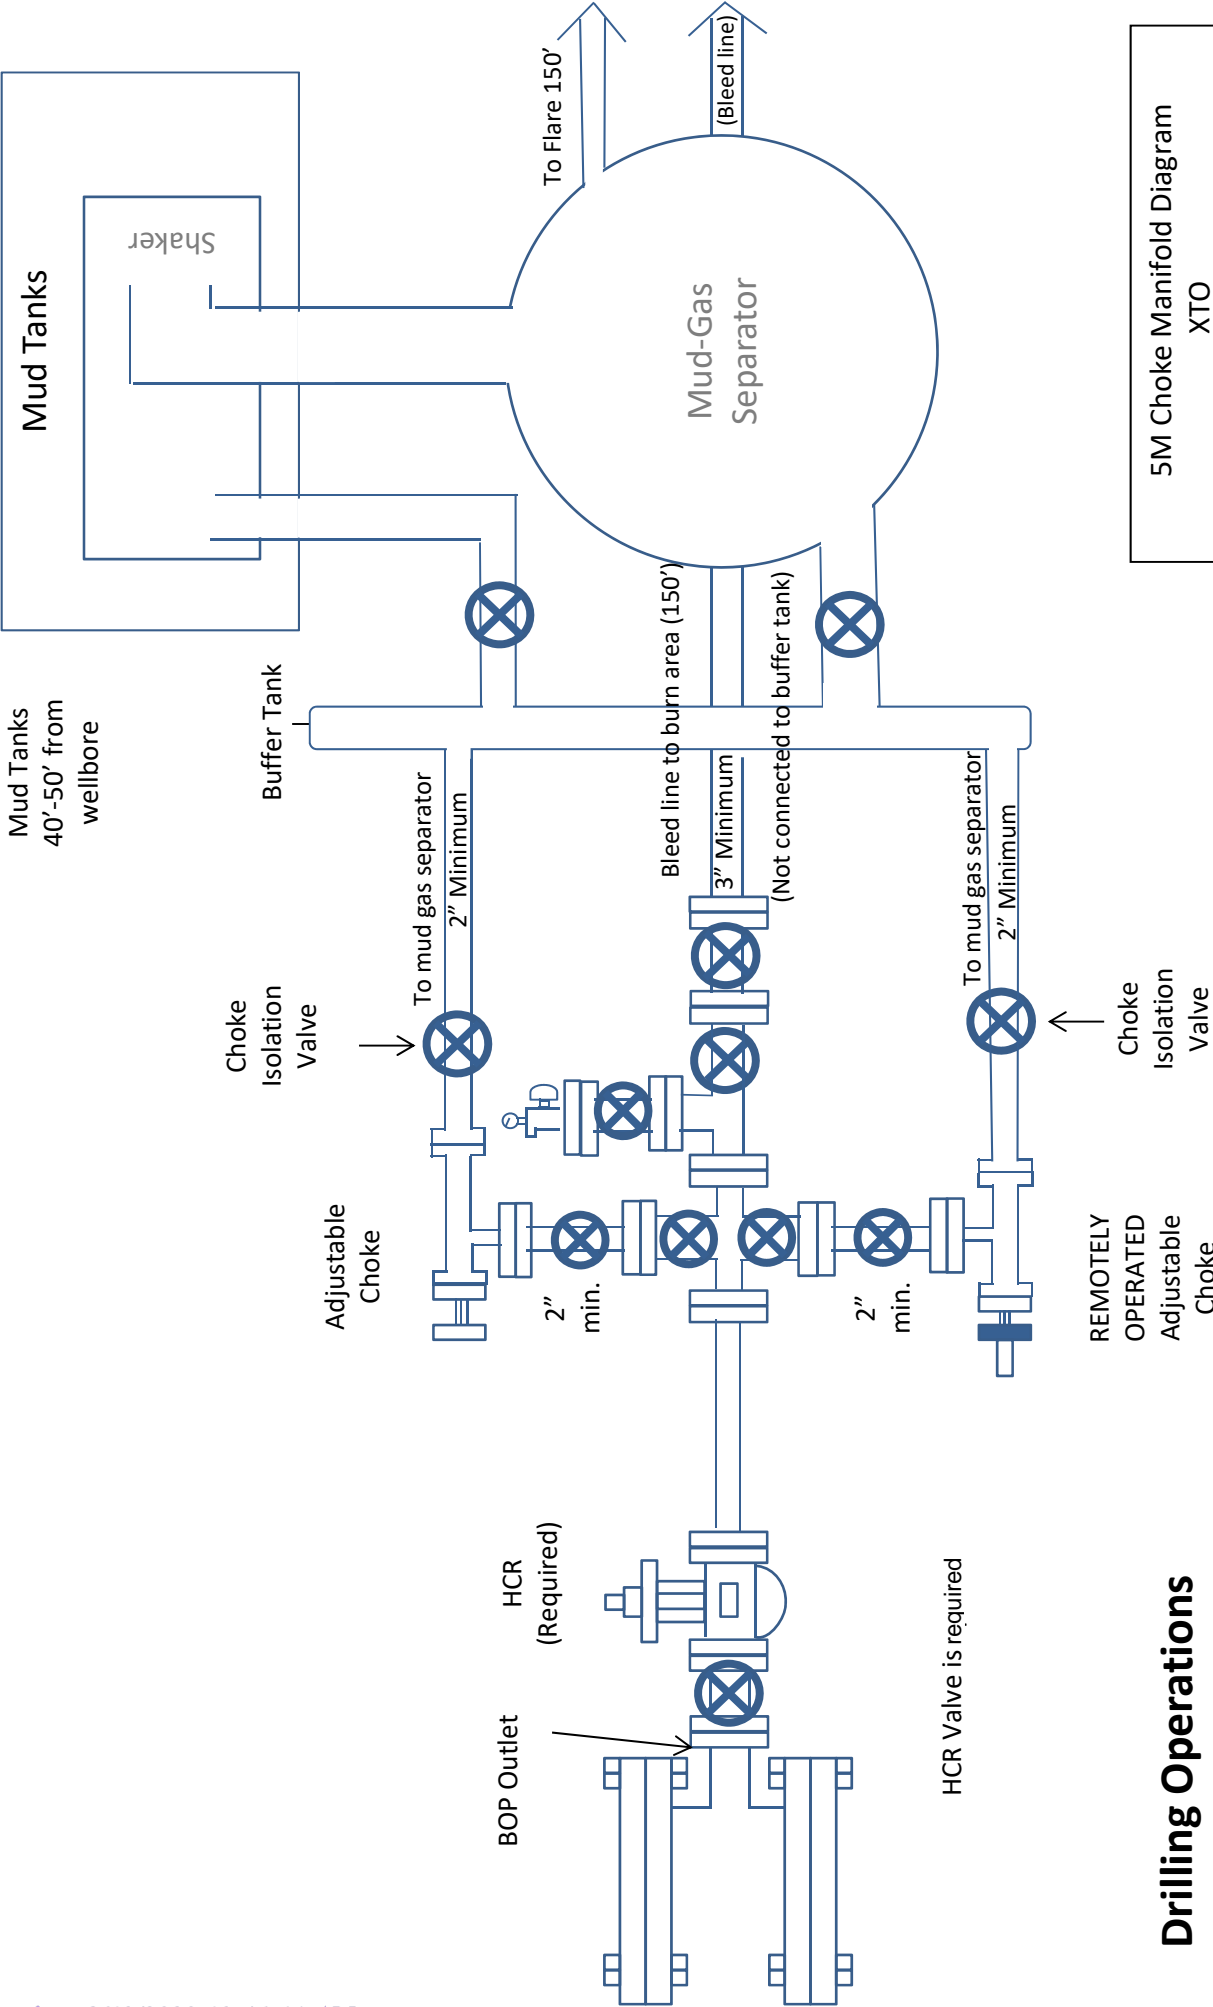 Mud Tanks
Shaker
Mud Tanks
40’-50’ from
wellbore
Buffer Tank
To Flare 150’
(Bleed line)
Mud-Gas
Separator
Choke
Isolation
Valve
To mud gas separator
2” Minimum
Bleed line to burn area (150’)
3” Minimum
(Not connected to buffer tank)
To mud gas separator
2” Minimum
Choke
Isolation
Valve
Adjustable
Choke
2”
min.
2”
min.
REMOTELY
OPERATED
Adjustable
Choke
HCR
(Required)
BOP Outlet
HCR Valve is required
Drilling Operations
5M Choke Manifold Diagram
XTO